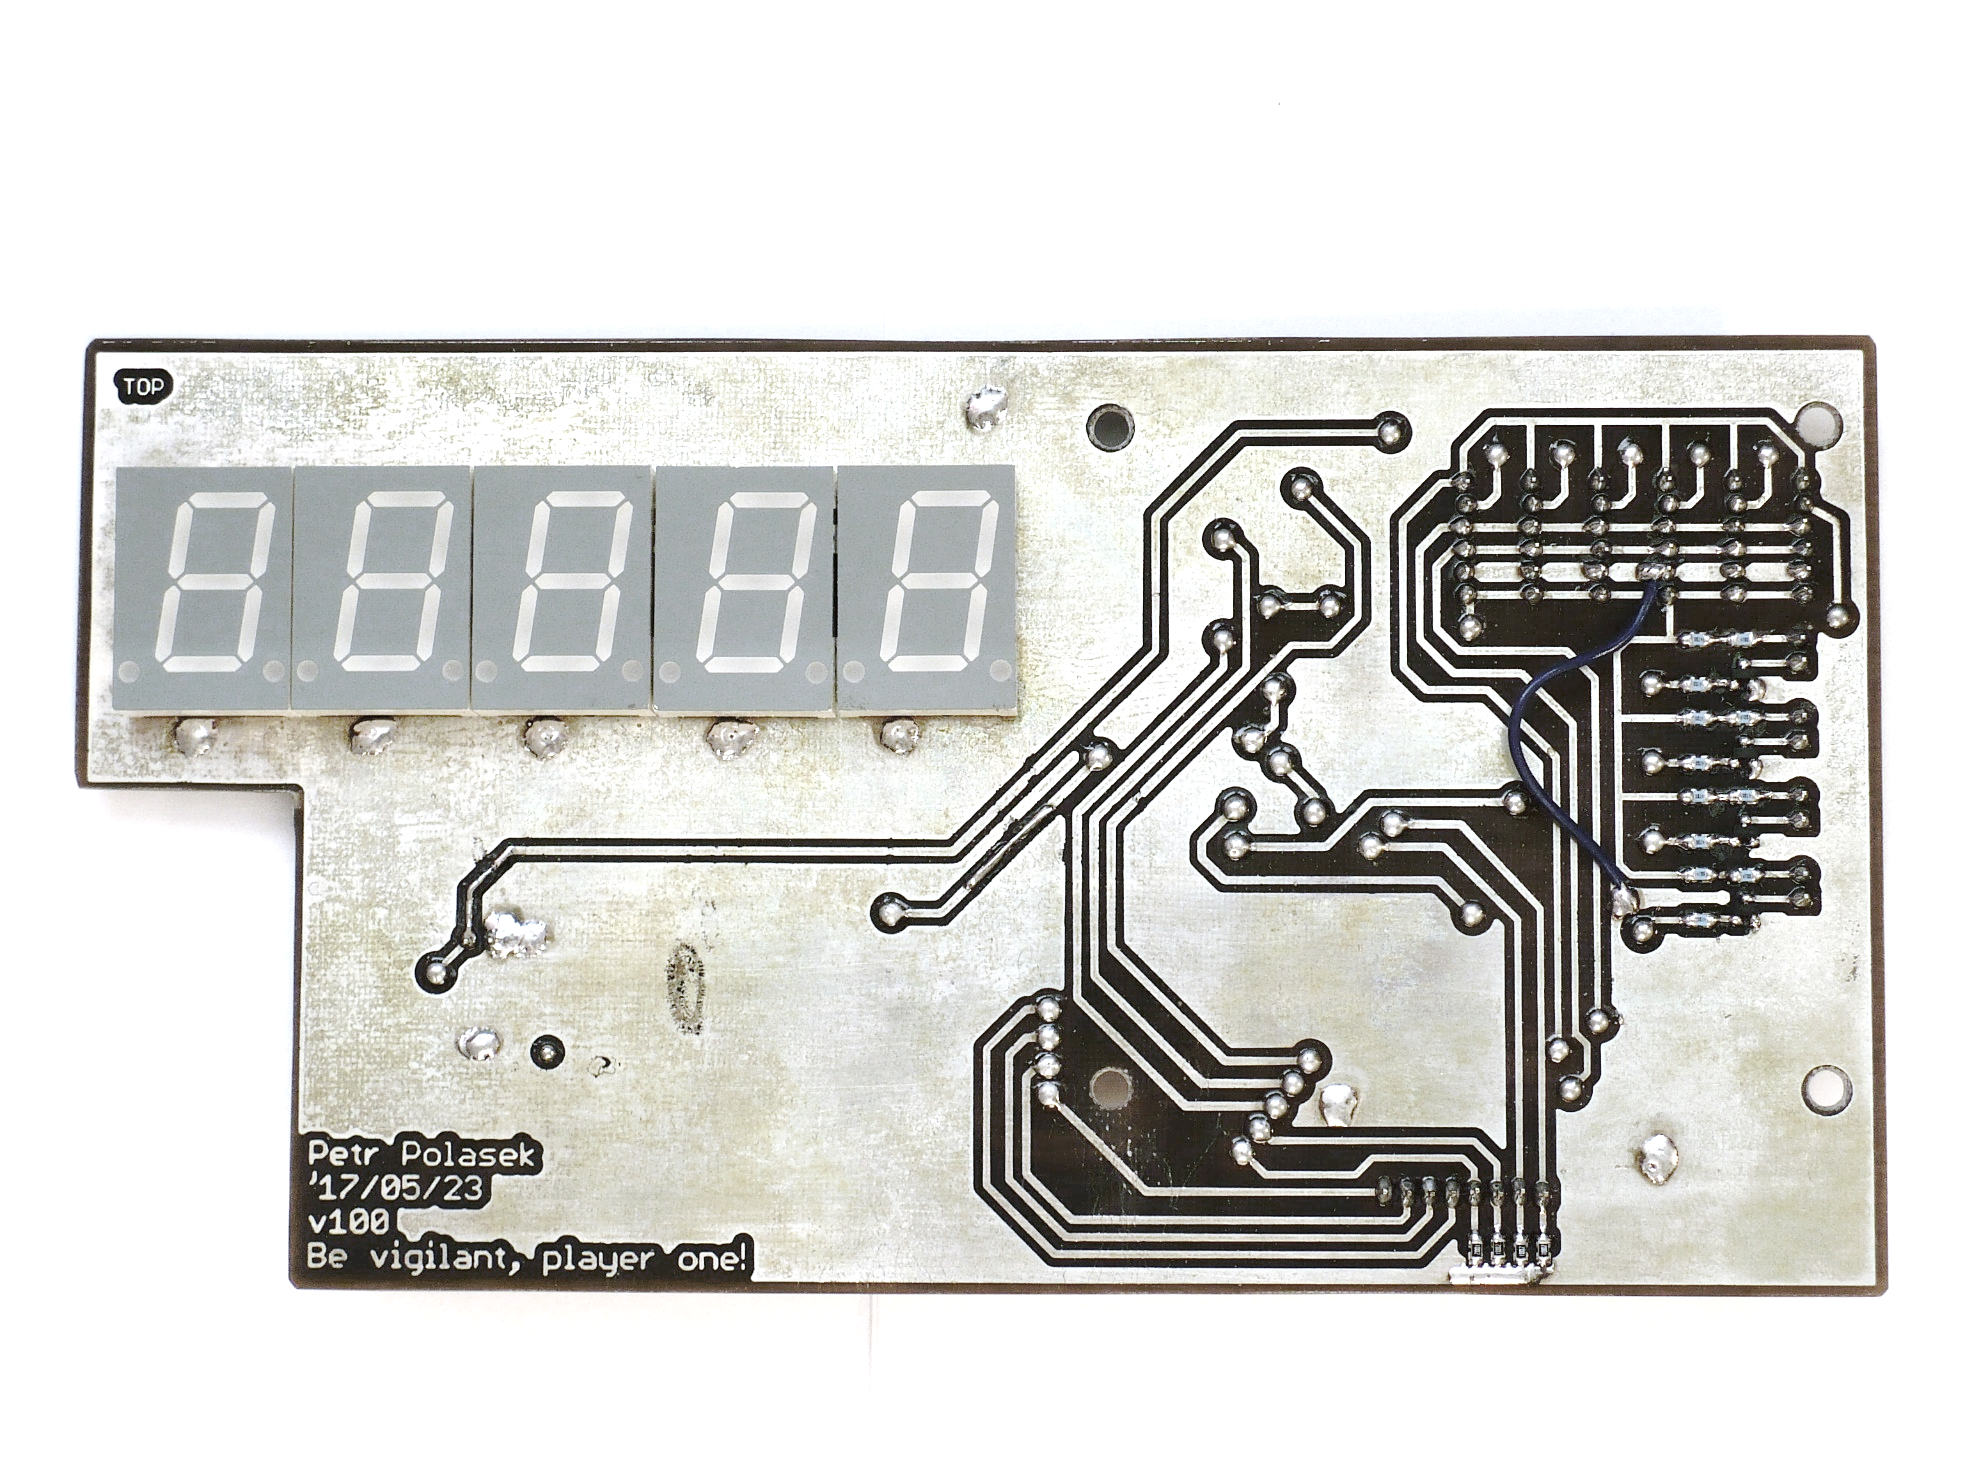 TOP
Petr Polasek
'17/05/23
v100
Be vigilant, player one!